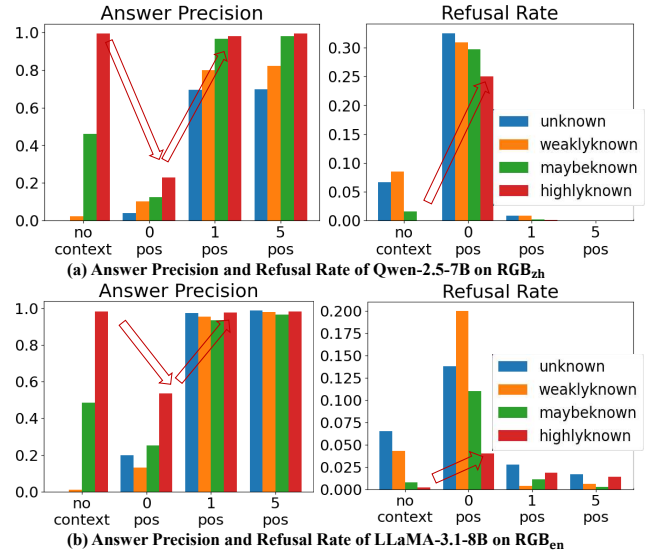 Answer Precision
Refusal Rate
1.0
0.8
0.6
0.4
0.2
0.0
no context
0 pos
1 pos
5 pos
0.30
0.25
0.20
0.15
0.10
0.05
0.00
no context
0 pos
1 pos
5 pos
unknown
weaklyknown
maybeknown
highlyknown
(a) Answer Precision and Refusal Rate of Qwen-2.5-7B on RGBzh
Answer Precision
Refusal Rate
1.0
0.8
0.6
0.4
0.2
0.0
no context
0 pos
1 pos
5 pos
0.200
0.175
0.150
0.125
0.100
0.075
0.050
0.025
0.000
no context
0 pos
1 pos
5 pos
unknown
weaklyknown
maybeknown
highlyknown
(b) Answer Precision and Refusal Rate of LLaMA-3.1-8B on RGBen